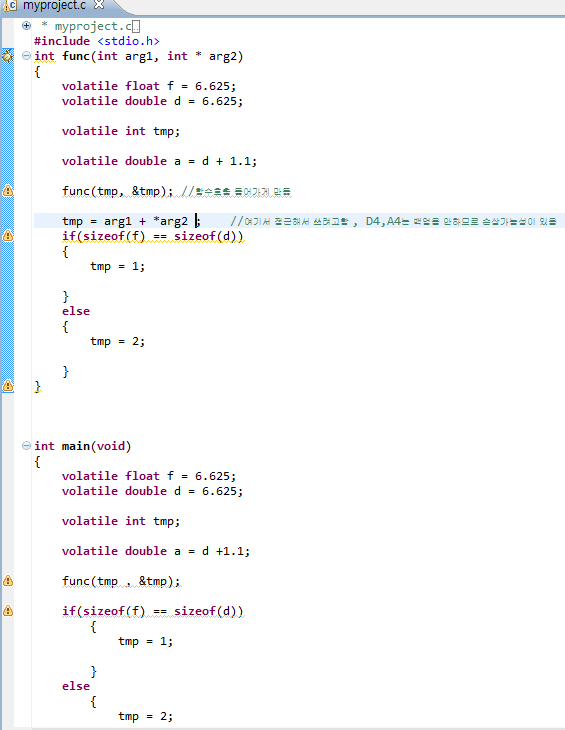 myproject.c
* myproject.c
#include <stdio.h>
int func(int arg1, int * arg2)
{
volatile float f = 6.625;
volatile double d = 6.625;
volatile int tmp;
volatile double a = d + 1.1;
func(tmp, &tmp); //함수호출 들어가게 만듦
tmp = arg1 + *arg2 ; //여기서 접근해서 쓰려고할 , D4,A4는 백업을 안하므로 손상가능성이 있음
if(sizeof(f) == sizeof(d))
{
tmp = 1;
}
else
{
tmp = 2;
}
}
int main(void)
{
volatile float f = 6.625;
volatile double d = 6.625;
volatile int tmp;
volatile double a = d +1.1;
func(tmp , &tmp);
if(sizeof(f) == sizeof(d))
{
tmp = 1;
}
else
{
tmp = 2;